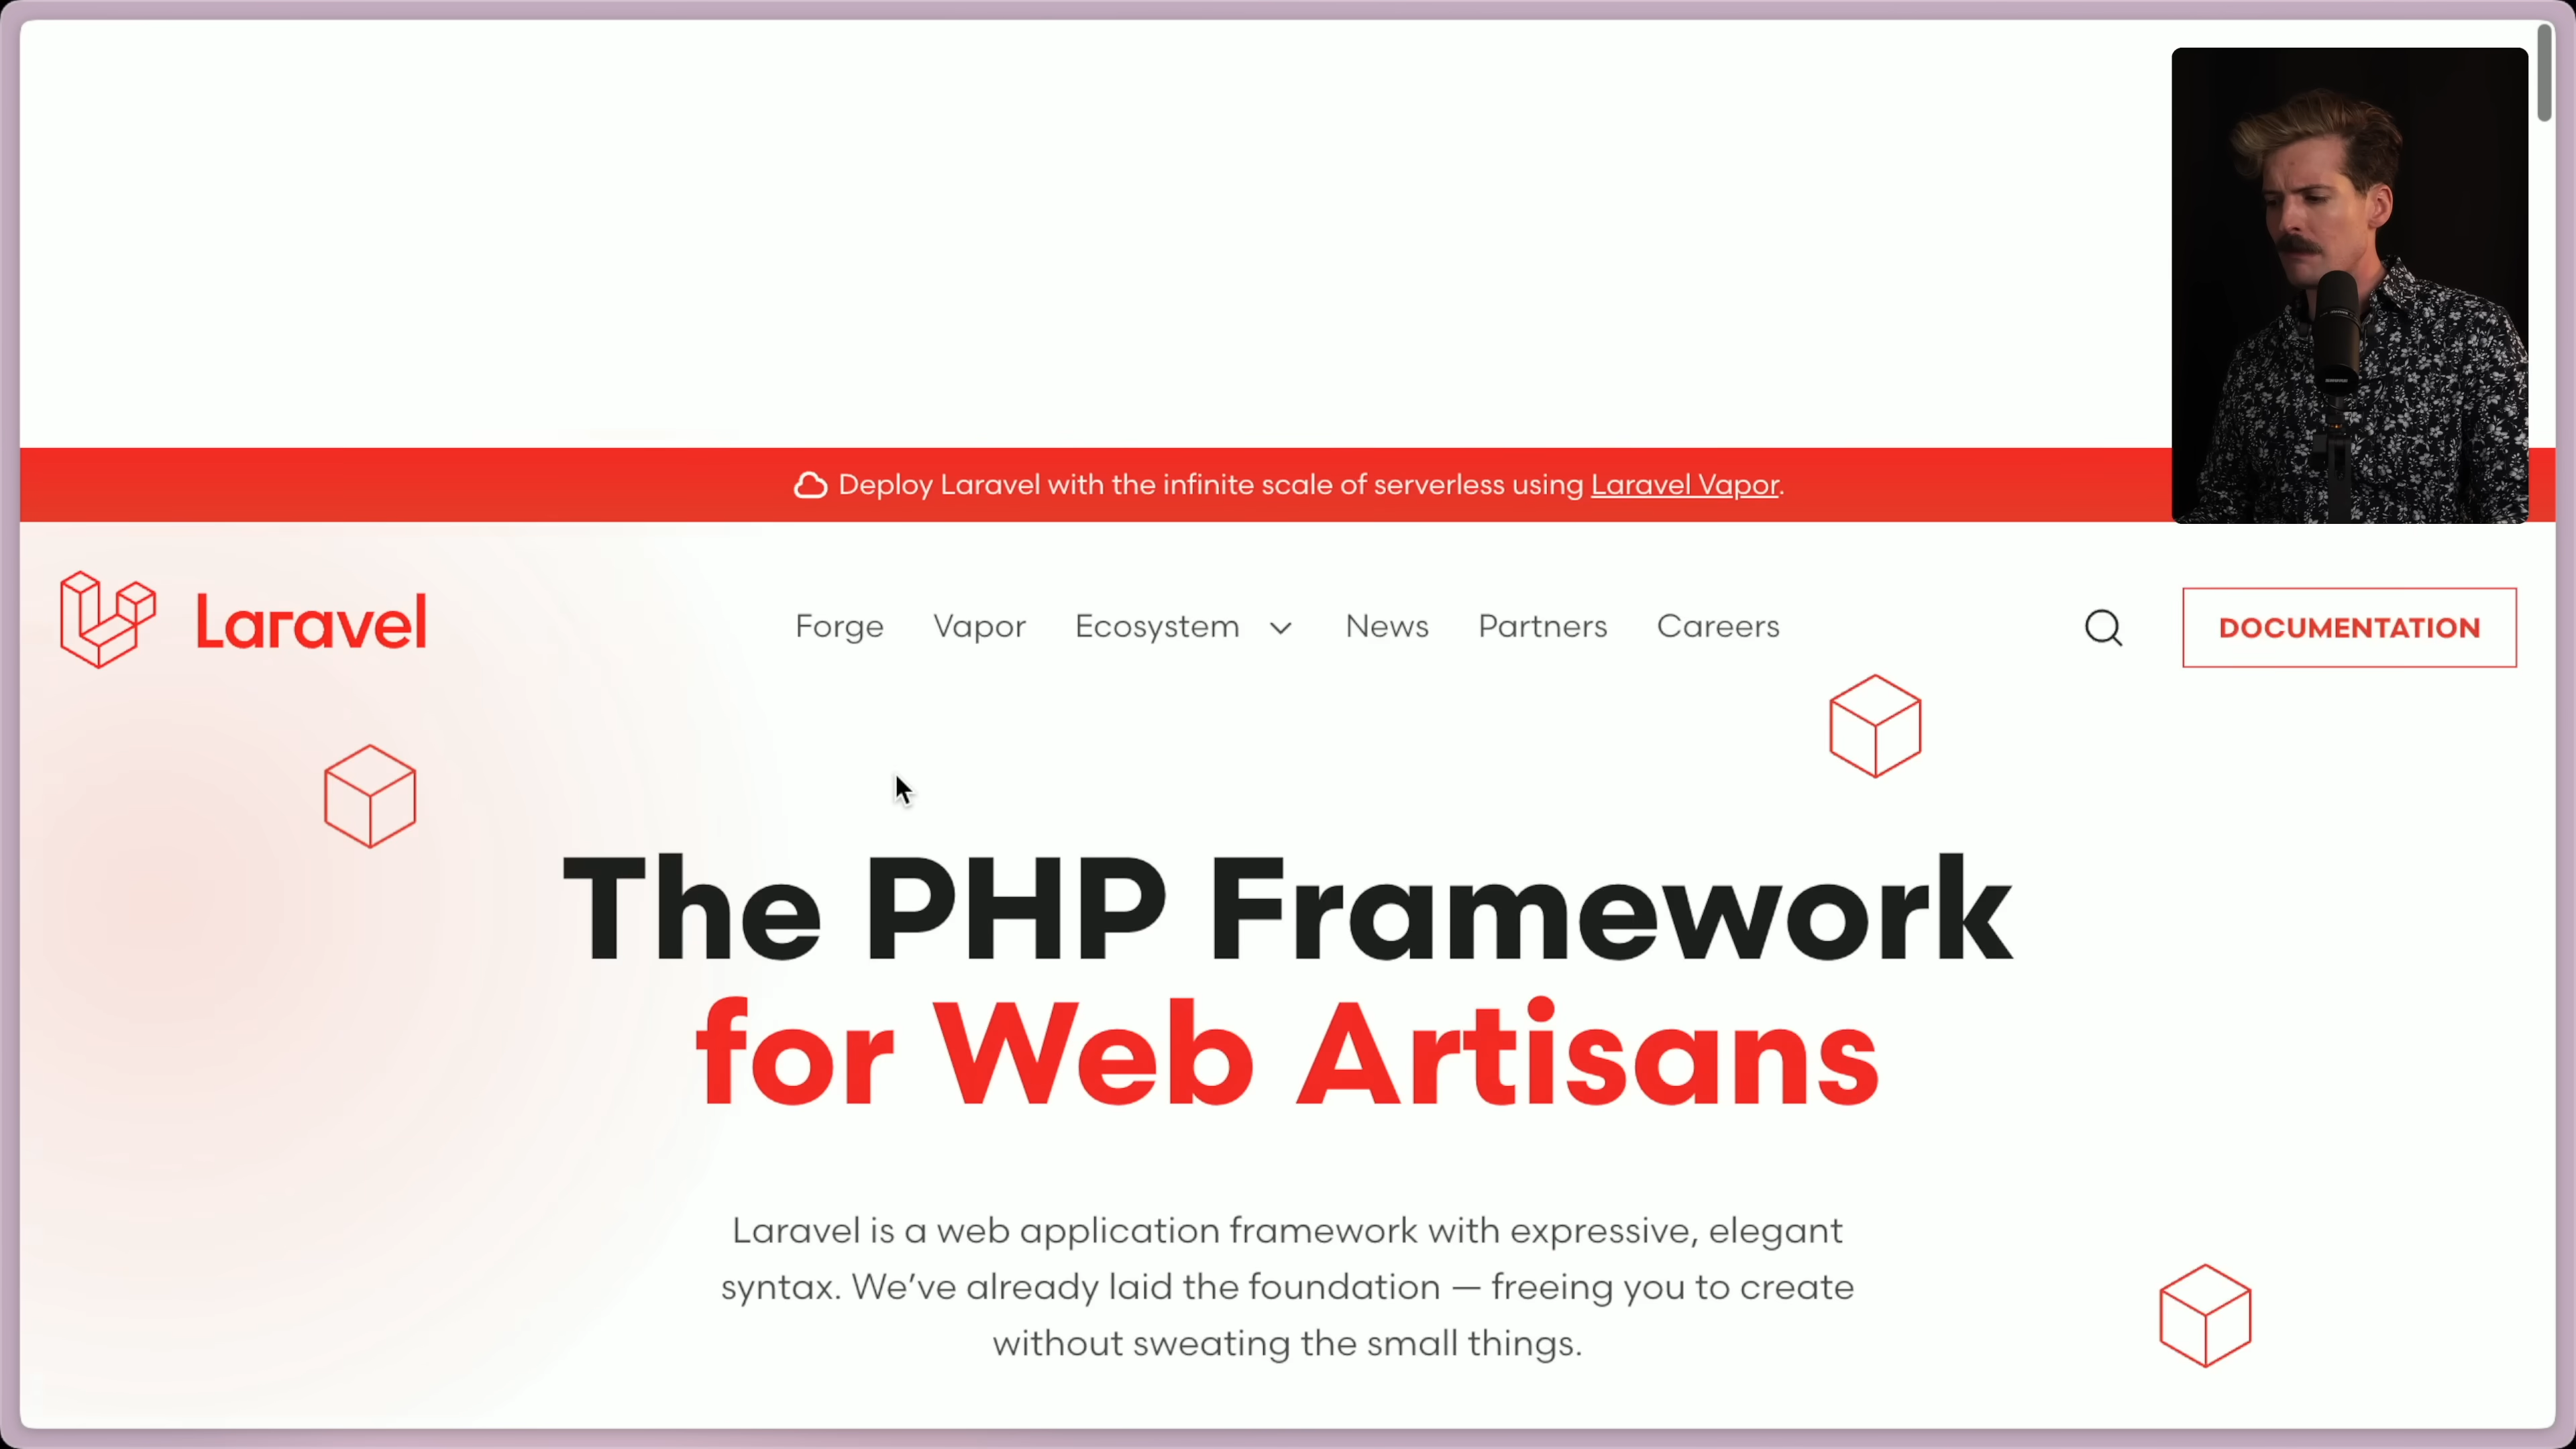 Deploy Laravel with the infinite scale of serverless using Laravel Vapor.
Laravel
Forge Vapor Ecosystem News Partners Careers
DOCUMENTATION
The PHP Framework
for Web Artisans
Laravel is a web application framework with expressive, elegant
syntax. We’ve already laid the foundation — freeing you to create
without sweating the small things.